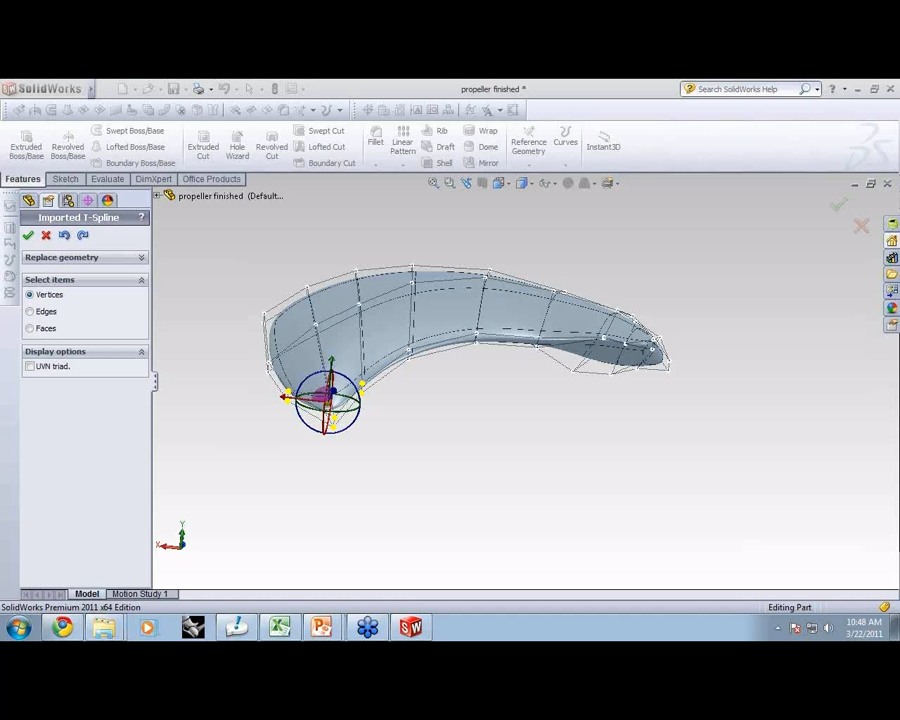 SolidWorks
propeller finished *
Search SolidWorks Help
Extruded Boss/Base
Revolved Boss/Base
Swept Boss/Base
Lofted Boss/Base
Boundary Boss/Base
Extruded Cut
Hole Wizard
Revolved Cut
Swept Cut
Lofted Cut
Boundary Cut
Fillet
Linear Pattern
Rib
Draft
Shell
Wrap
Dome
Mirror
Reference Geometry
Curves
Instant3D
Features
Sketch
Evaluate
DimXpert
Office Products
propeller finished (Default...
Imported T-Spline ?
Replace geometry
Select items
Vertices
Edges
Faces
Display options
UVN triad.
Y
X
Model
Motion Study 1
SolidWorks Premium 2011 x64 Edition
Editing Part
10:48 AM
3/22/2011